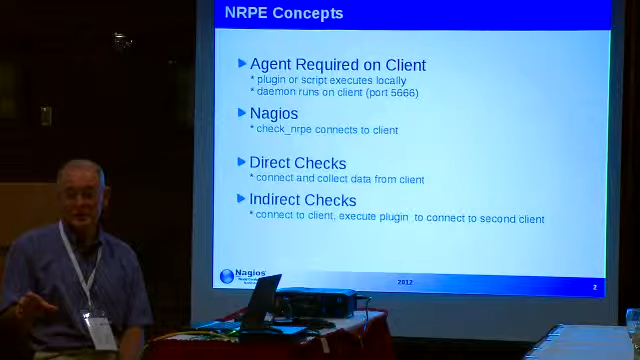 NRPE Concepts
Agent Required on Client
* plugin or script executes locally
* daemon runs on client (port 5666)
Nagios
* check_nrpe connects to client
Direct Checks
* connect and collect data from client
Indirect Checks
* connect to client, execute plugin to connect to second client
Nagios
2012
2